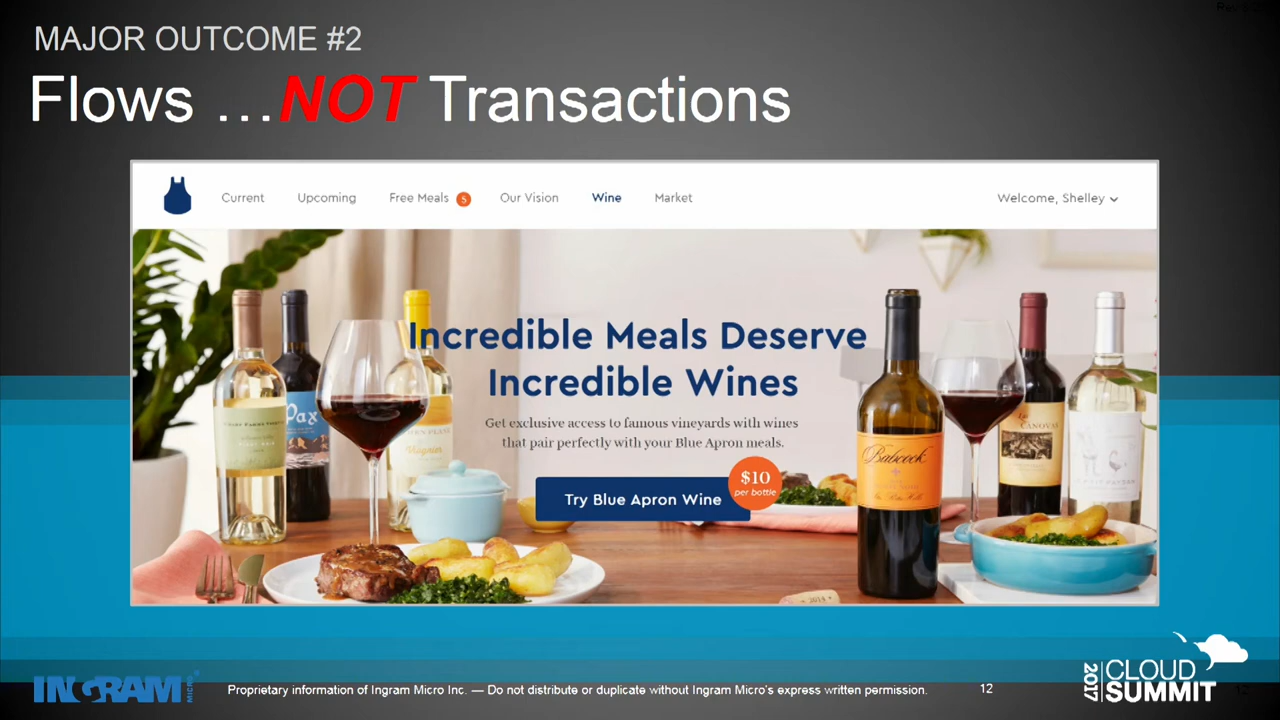 MAJOR OUTCOME #2
Flows …NOT Transactions
Current Upcoming Free Meals 5 Our Vision Wine Market Welcome, Shelley
Incredible Meals Deserve
Incredible Wines
Get exclusive access to famous vineyards with wines
that pair perfectly with your Blue Apron meals.
Try Blue Apron Wine
$10
per bottle
Pax
Viognier
Babcock
CANOVAS
INGRAM MICRO
Proprietary information of Ingram Micro Inc. — Do not distribute or duplicate without Ingram Micro's express written permission.
12
2017 CLOUD
SUMMIT
12